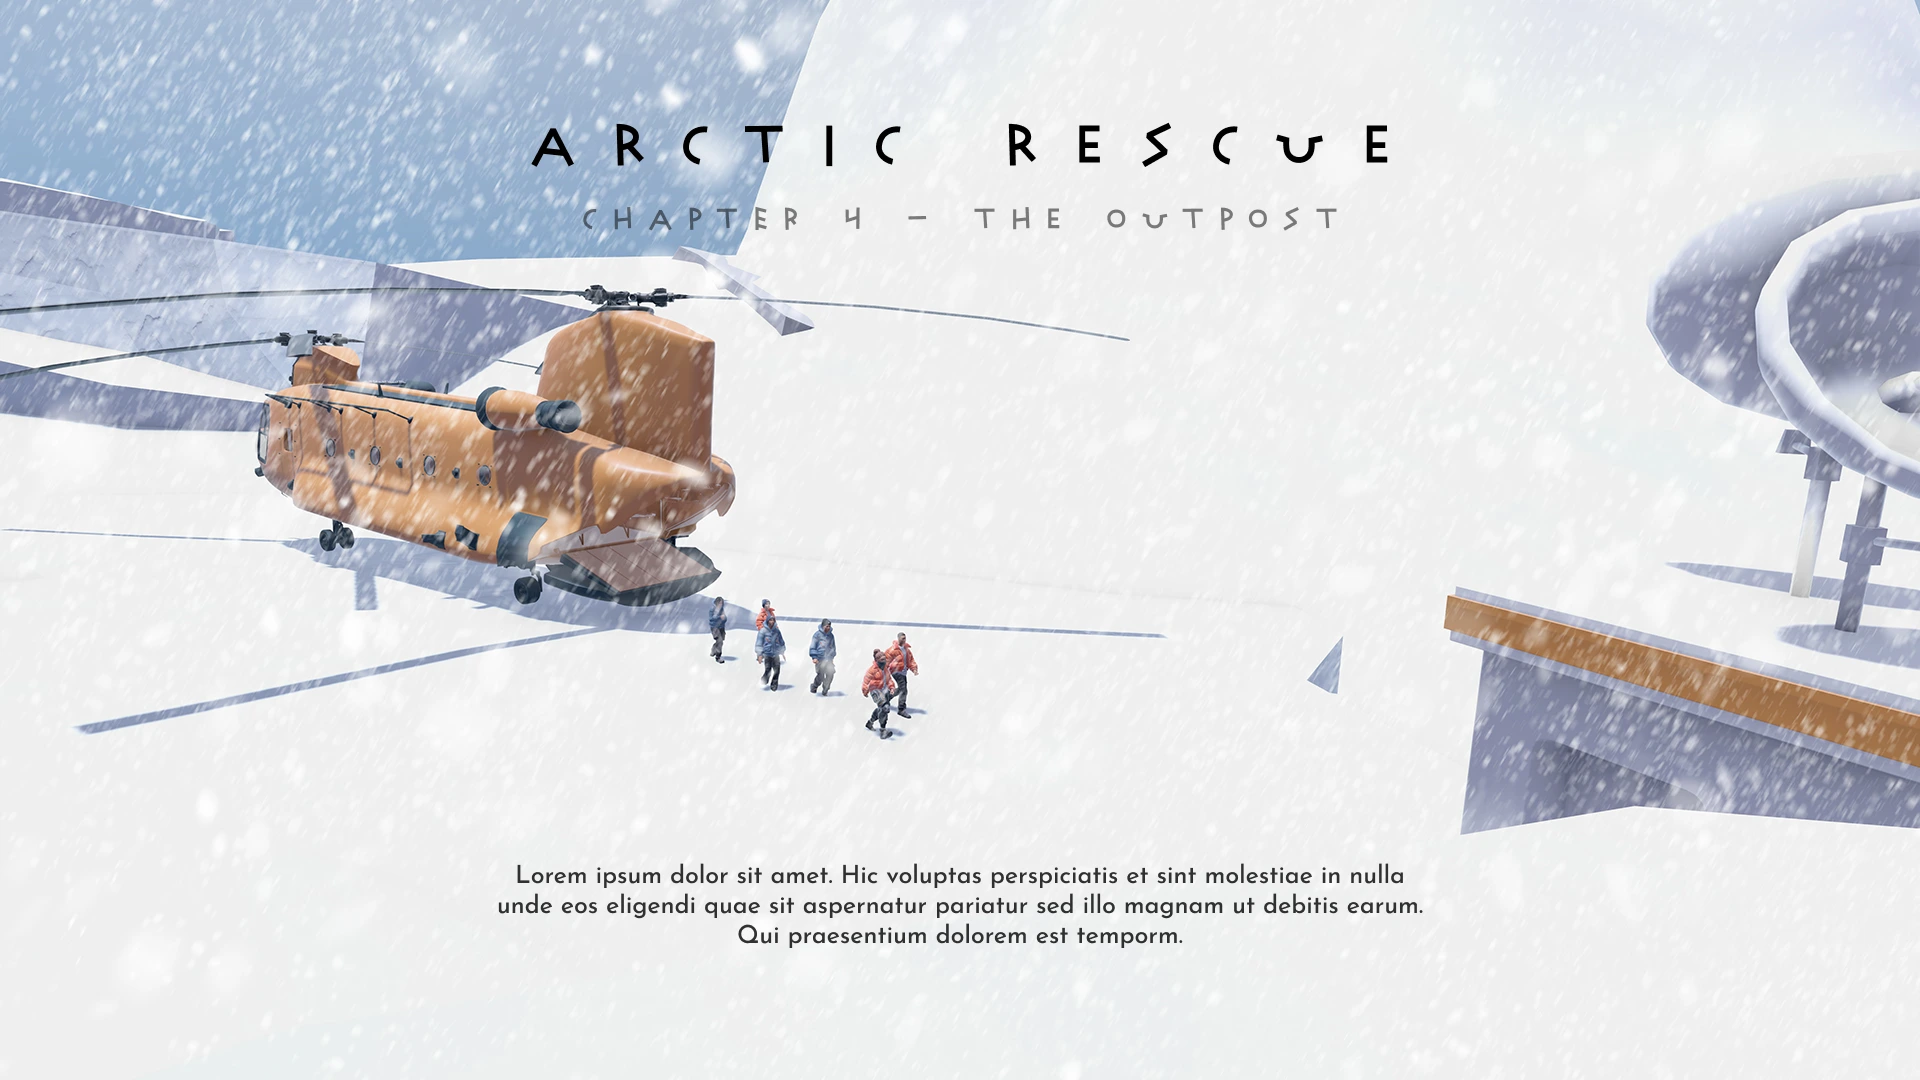 ARCTIC RESCUE
CHAPTER 4 - THE OUTPOST
Lorem ipsum dolor sit amet. Hic voluptas perspiciatis et sint molestiae in nulla
unde eos eligendi quae sit aspernatur pariatur sed illo magnam ut debitis earum.
Qui praesentium dolorem est temporm.